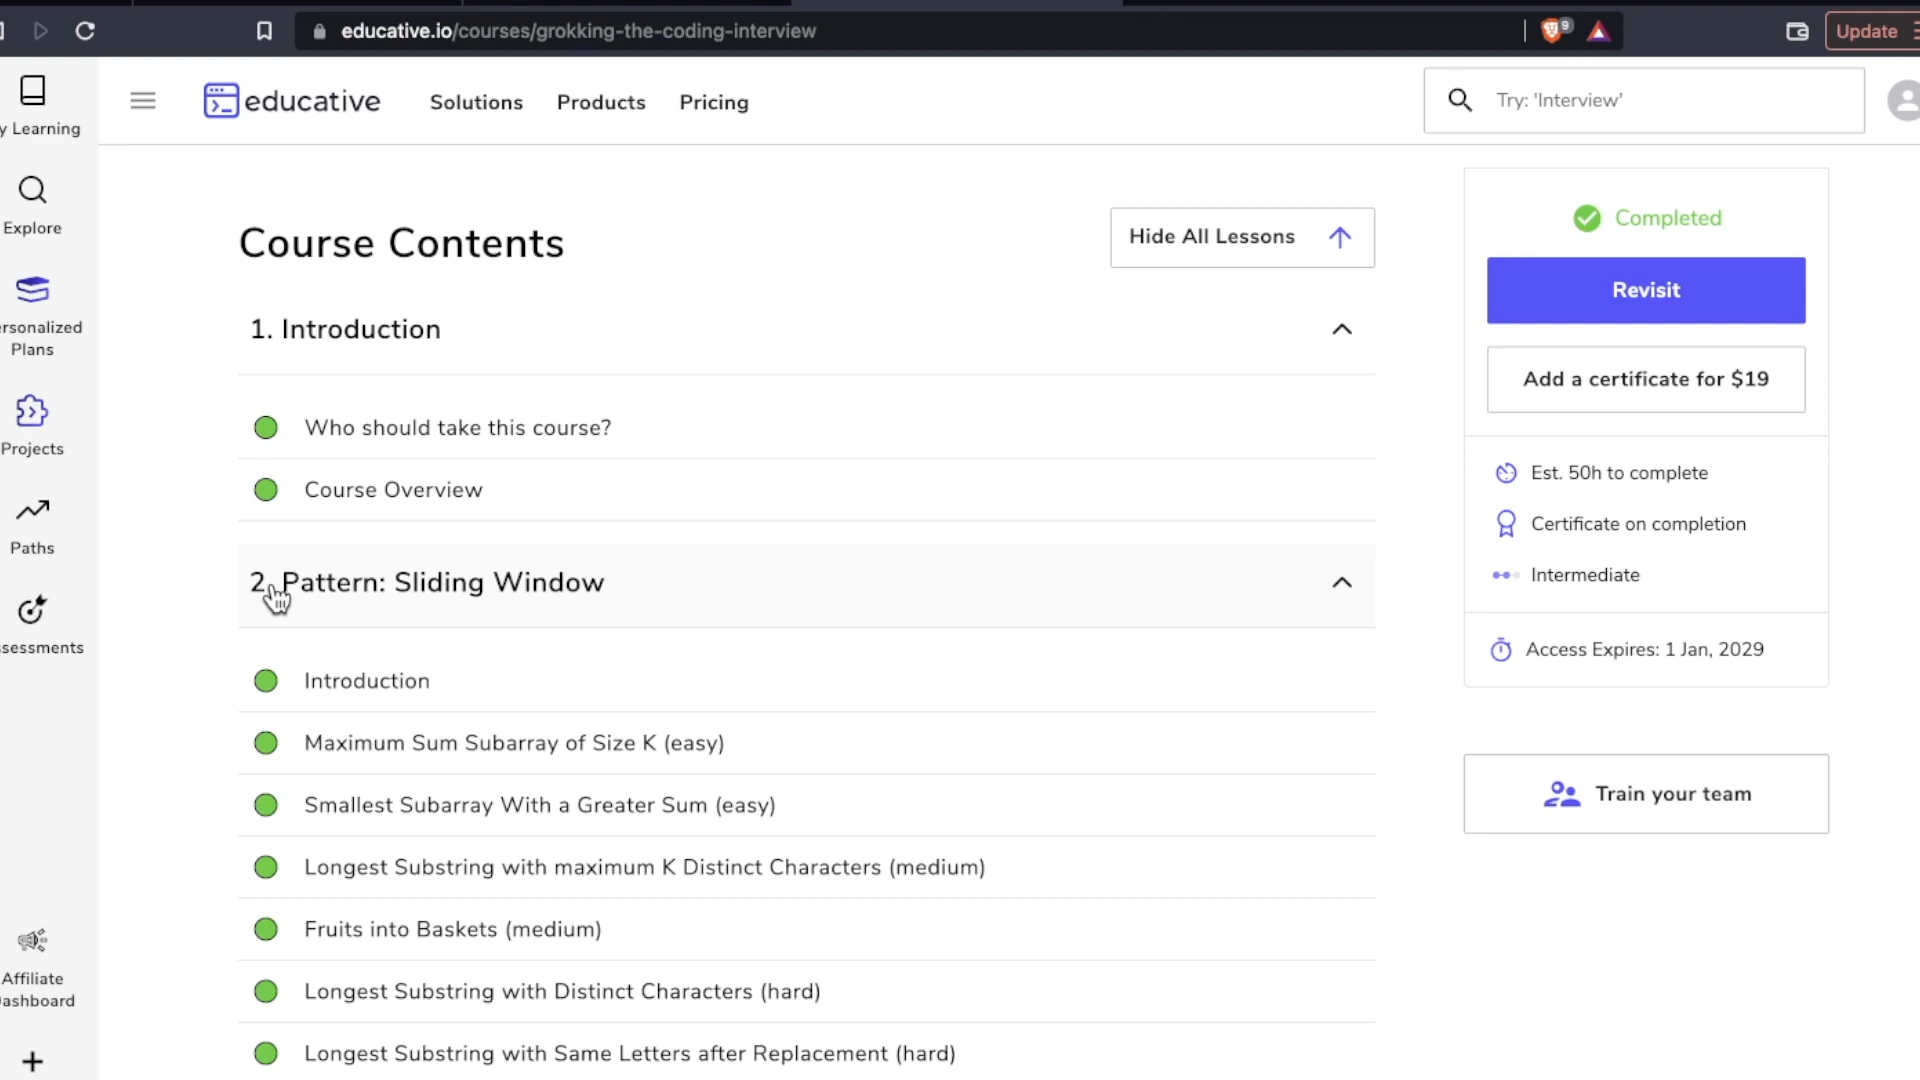 educative.io/courses/grokking-the-coding-interview
9
Update
y Learning
Explore
ersonalized
Plans
Projects
Paths
ssessments
Affiliate
ashboard
educative
Solutions
Products
Pricing
Try: 'Interview'
Course Contents
Hide All Lessons
1. Introduction
Who should take this course?
Course Overview
2. Pattern: Sliding Window
Introduction
Maximum Sum Subarray of Size K (easy)
Smallest Subarray With a Greater Sum (easy)
Longest Substring with maximum K Distinct Characters (medium)
Fruits into Baskets (medium)
Longest Substring with Distinct Characters (hard)
Longest Substring with Same Letters after Replacement (hard)
Completed
Revisit
Add a certificate for $19
Est. 50h to complete
Certificate on completion
Intermediate
Access Expires: 1 Jan, 2029
Train your team